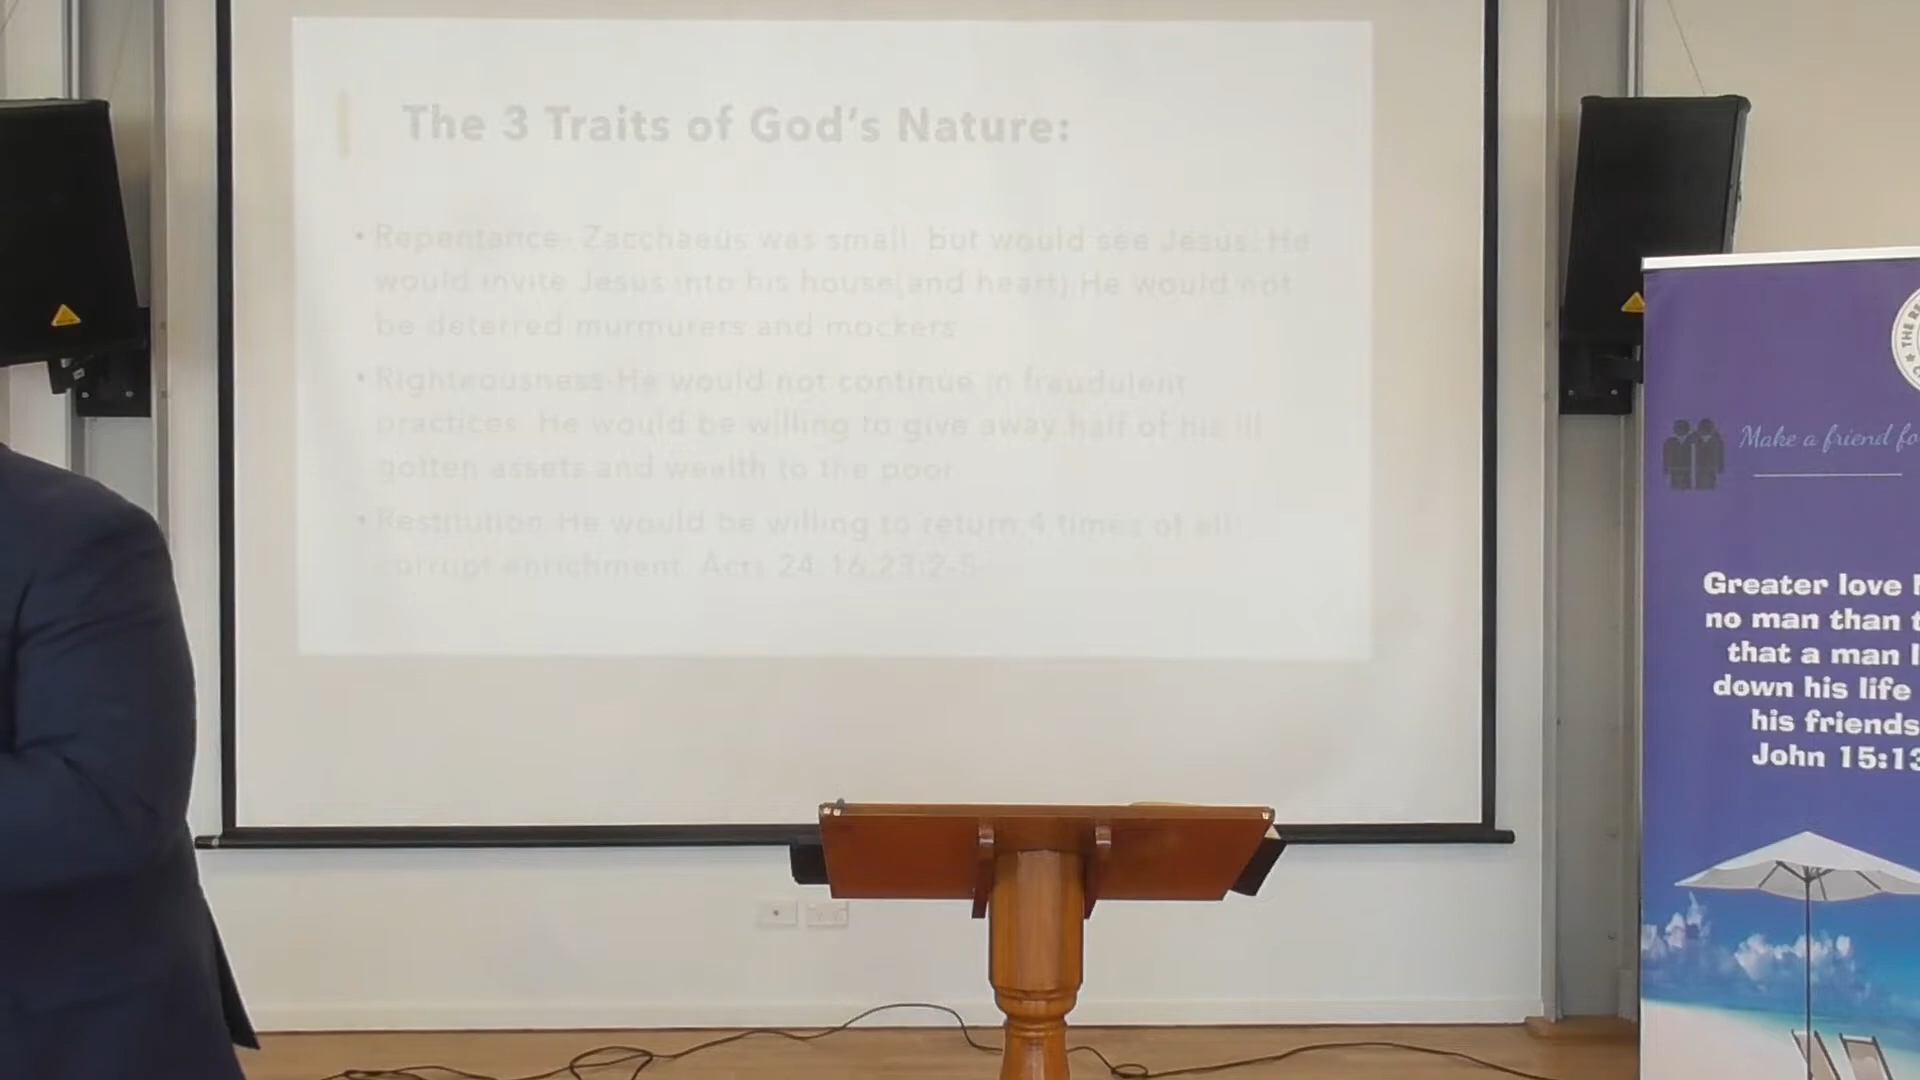 The 3 Traits of God's Nature:
• Repentance- Zacchaeus was small, but would see Jesus. He
would invite Jesus into his house(and heart) He would not
be deterred murmurers and mockers
• Righteousness-He would not continue in fraudulent
practices. He would be willing to give away half of his ill
gotten assets and wealth to the poor.
• Restitution-He would be willing to return 4 times of all
corrupt enrichment. Acts 24:16,23:2-5
THE RE
Make a friend fo
Greater love h
no man than t
that a man l
down his life
his friends
John 15:13